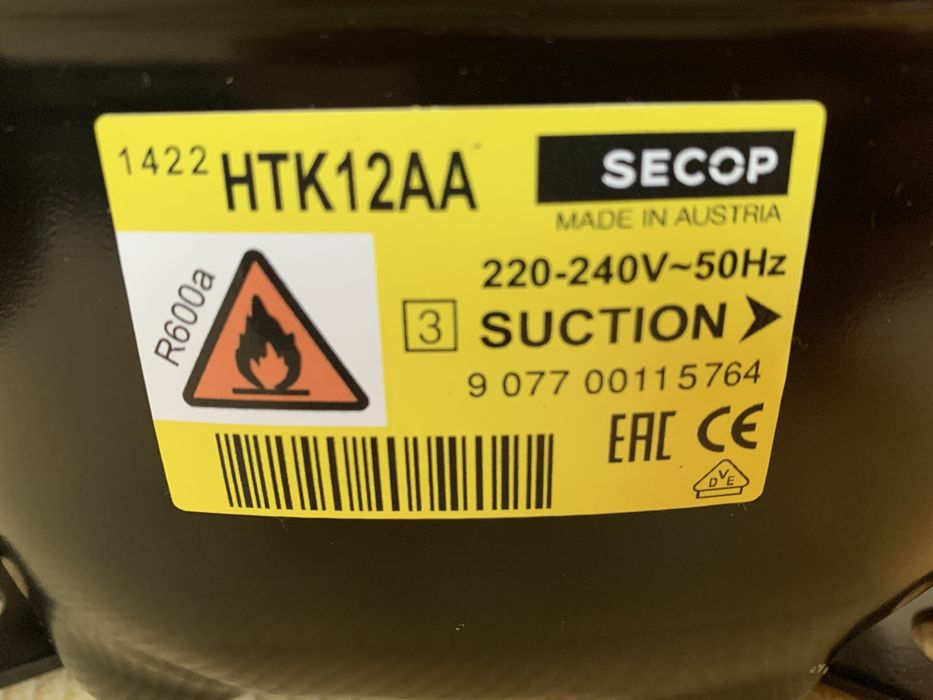 1422 HTK12AA
SECOP
MADE IN AUSTRIA
R600a
220-240V~50Hz
3 SUCTION
9 077 00115764
EAC CE
DVE